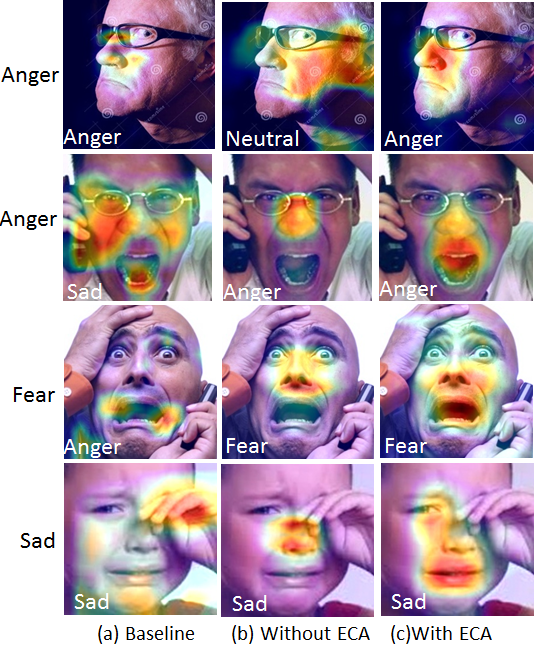 Anger
Anger
Neutral
Anger
Anger
Sad
Anger
Anger
Fear
Anger
Fear
Fear
Sad
Sad
Sad
Sad
(a) Baseline
(b) Without ECA
(c)With ECA